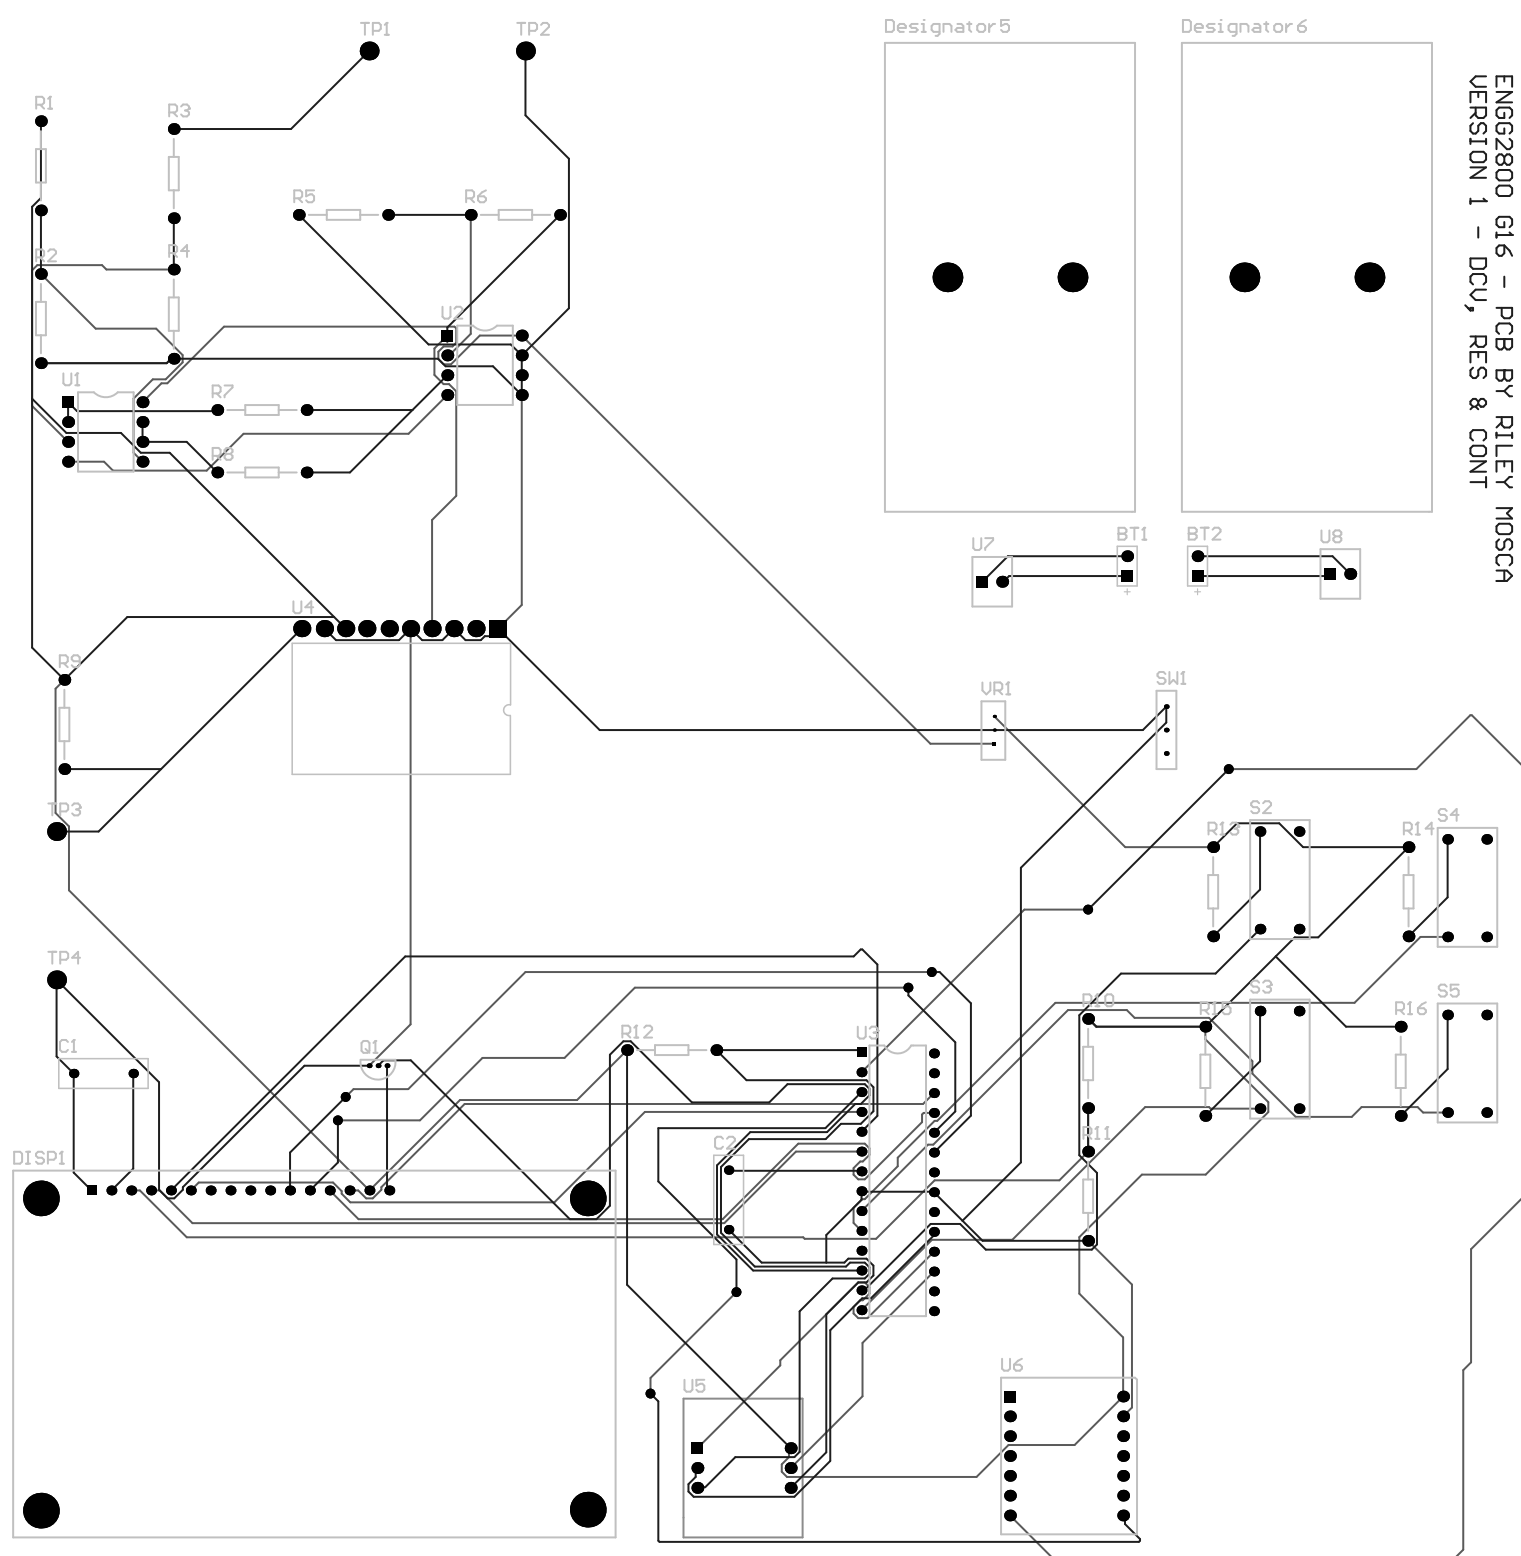 TP1
TP2
Designator5
Designator6
ENGG2800 G16 - PCB BY RILEY MOSCA
VERSION 1 - DCV, RES & CONT
R1
R3
R5
R6
R2
R4
U2
U1
R7
R8
U7
BT1
BT2
U8
+
+
U4
R9
VR1
SW1
TP3
R13
S2
R14
S4
TP4
R10
R15
S3
R16
S5
C1
Q1
R12
U3
R11
C2
DISP1
U5
U6